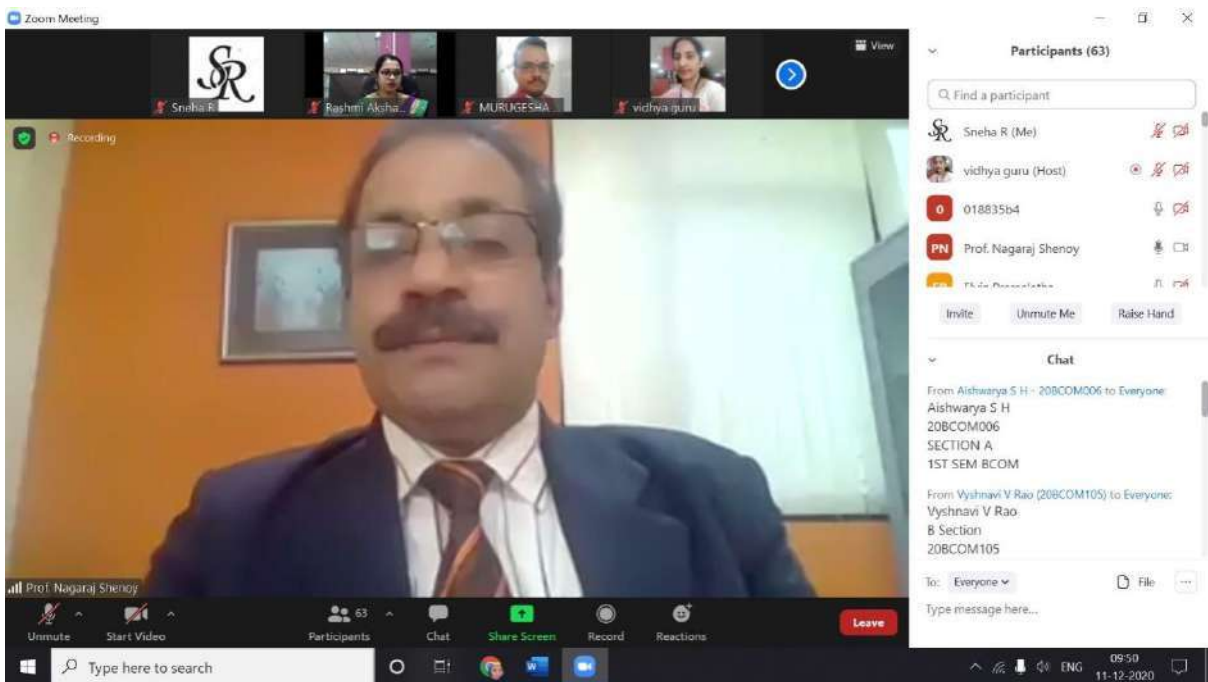 Zoom Meeting
SR
Sneha R
Rashmi Aksha...
MURUGESHA...
vidhya guru
View
Recording
Prof. Nagaraj Shenoy
Participants (63)
Find a participant
SR Sneha R (Me)
vidhya guru (Host)
0 018835b4
PN Prof. Nagaraj Shenoy
Invite Unmute Me Raise Hand
Chat
From Aishwarya S H - 20BCOM006 to Everyone:
Aishwarya S H
20BCOM006
SECTION A
1ST SEM BCOM
From Vyshnavi V Rao (20BCOM105) to Everyone:
Vyshnavi V Rao
B Section
20BCOM105
To: Everyone File ...
Type message here...
Unmute Start Video 63 Participants Chat Share Screen Record Reactions Leave
Type here to search
W
ENG
09:50
11-12-2020